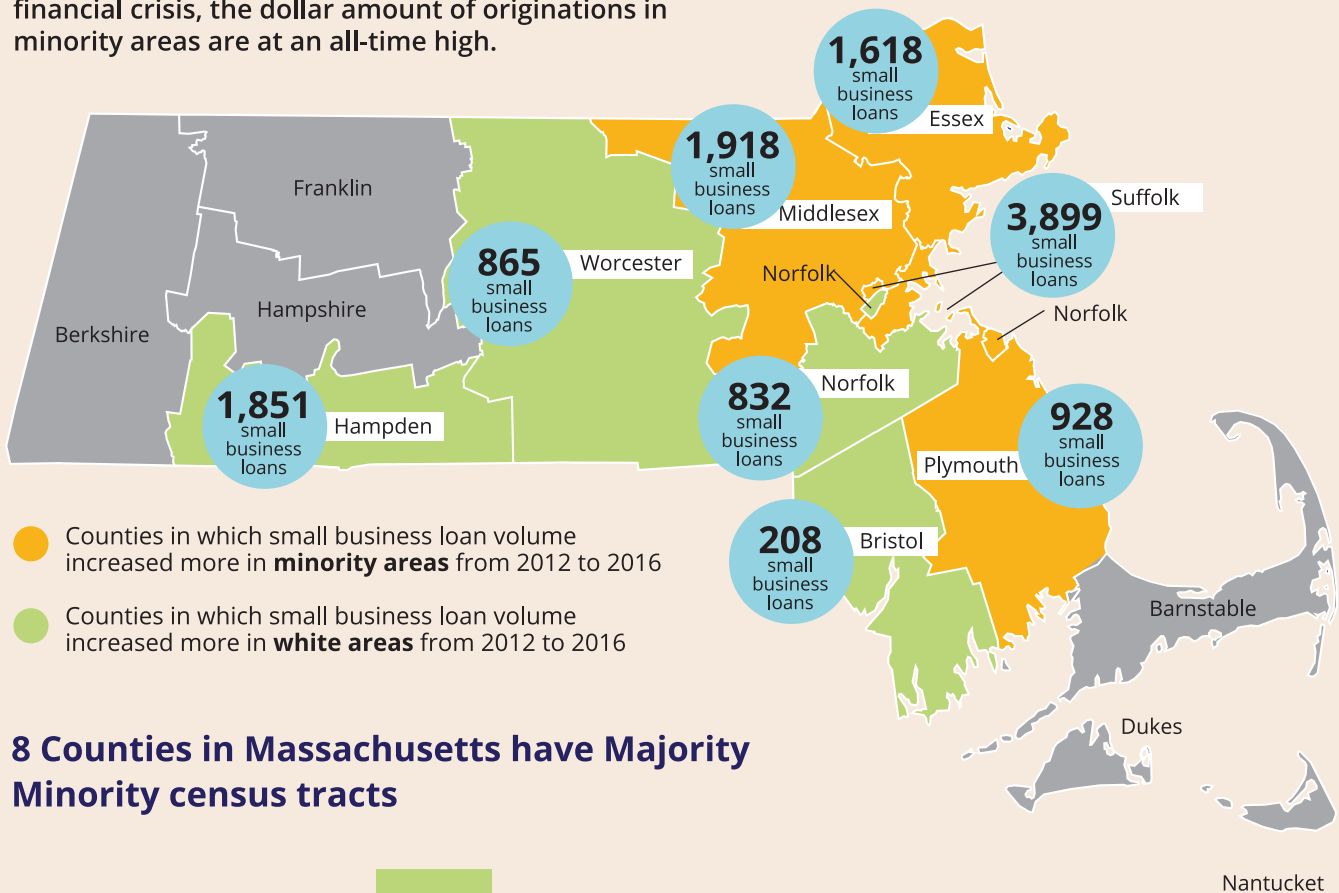 financial crisis, the dollar amount of originations in
minority areas are at an all-time high.
1,618
small
business
loans
Essex
1,918
small
business
loans
Middlesex
Suffolk
3,899
small
business
loans
Franklin
865
small
business
loans
Worcester
Norfolk
Norfolk
Hampshire
Berkshire
1,851
small
business
loans
Hampden
832
small
business
loans
Norfolk
928
small
business
loans
Plymouth
208
small
business
loans
Bristol
Counties in which small business loan volume
increased more in minority areas from 2012 to 2016
Counties in which small business loan volume
increased more in white areas from 2012 to 2016
Barnstable
Dukes
8 Counties in Massachusetts have Majority
Minority census tracts
Nantucket